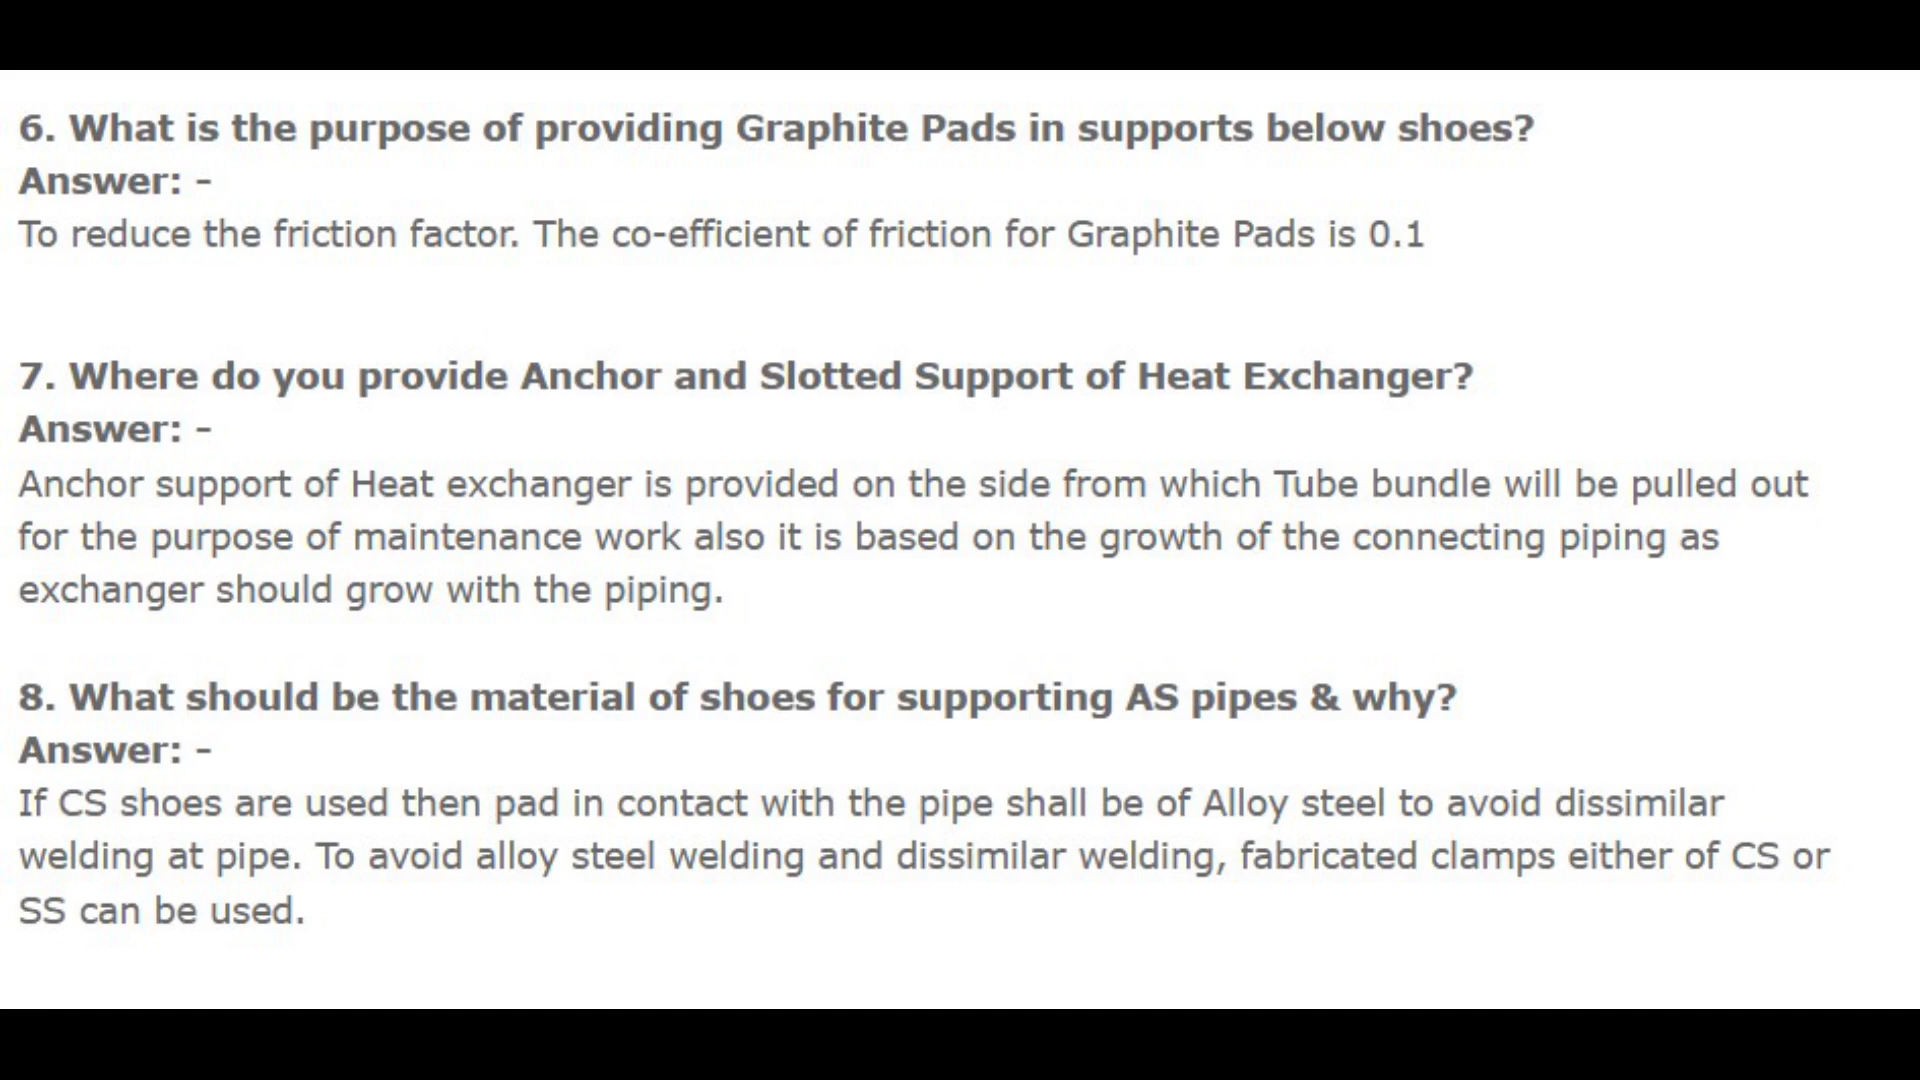 6. What is the purpose of providing Graphite Pads in supports below shoes?
Answer: -
To reduce the friction factor. The co-efficient of friction for Graphite Pads is 0.1
7. Where do you provide Anchor and Slotted Support of Heat Exchanger?
Answer: -
Anchor support of Heat exchanger is provided on the side from which Tube bundle will be pulled out
for the purpose of maintenance work also it is based on the growth of the connecting piping as
exchanger should grow with the piping.
8. What should be the material of shoes for supporting AS pipes & why?
Answer: -
If CS shoes are used then pad in contact with the pipe shall be of Alloy steel to avoid dissimilar
welding at pipe. To avoid alloy steel welding and dissimilar welding, fabricated clamps either of CS or
SS can be used.